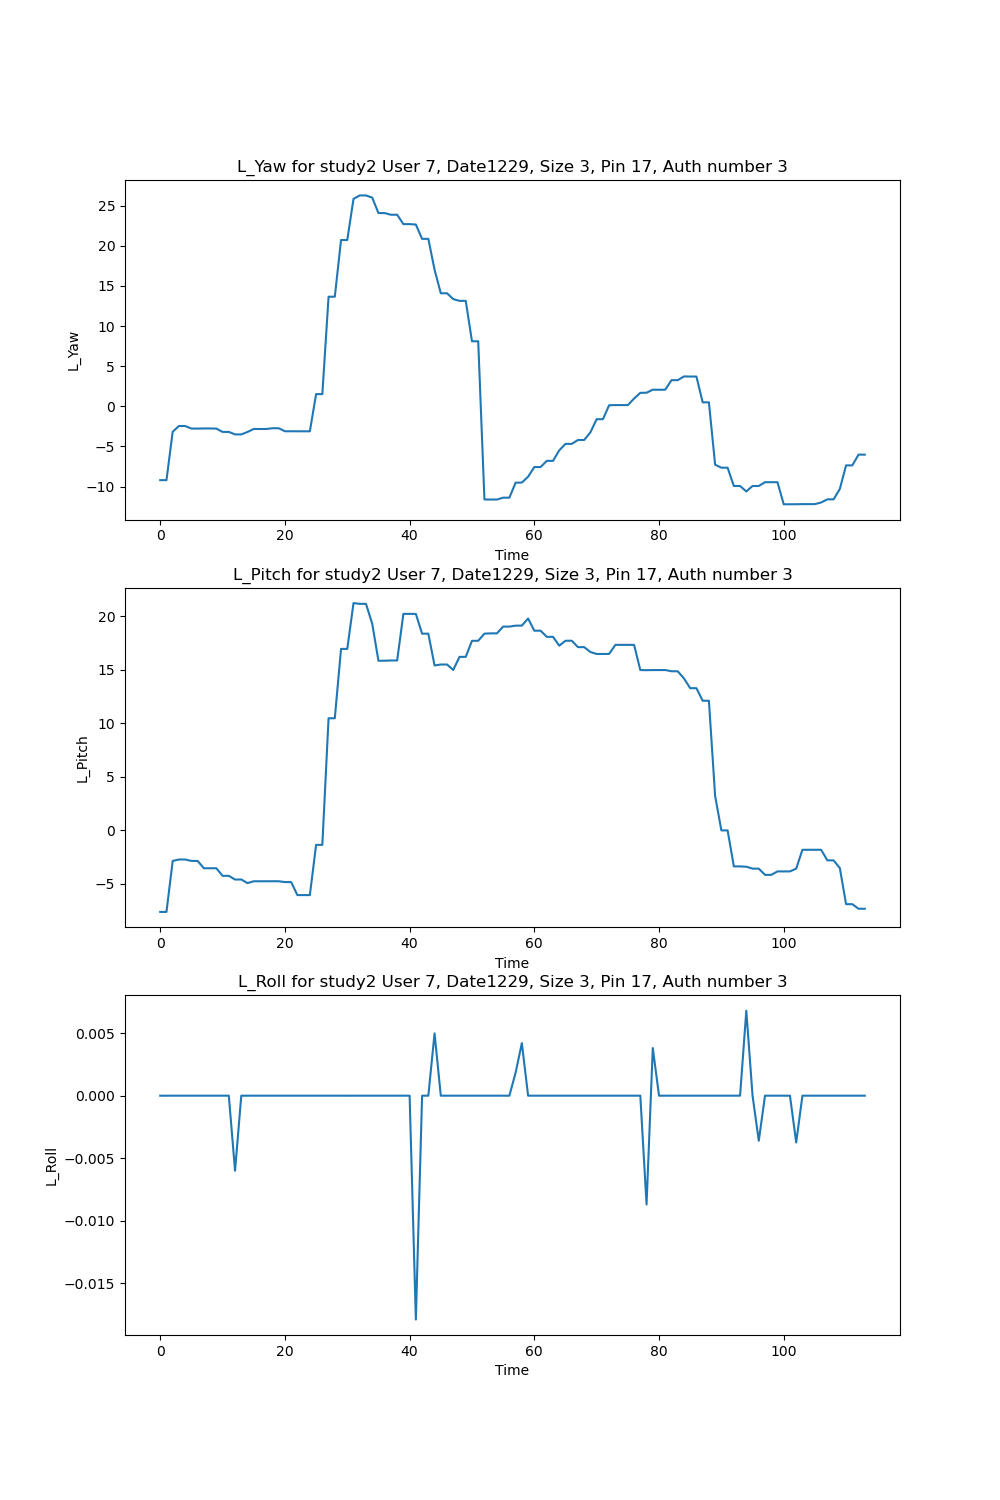 L_Yaw for study2 User 7, Date1229, Size 3, Pin 17, Auth number 3
25
20
15
10
5
0
−5
−10
L_Yaw
0 20 40 60 80 100
Time
L_Pitch for study2 User 7, Date1229, Size 3, Pin 17, Auth number 3
20
15
10
5
0
−5
L_Pitch
0 20 40 60 80 100
Time
L_Roll for study2 User 7, Date1229, Size 3, Pin 17, Auth number 3
0.005
0.000
−0.005
−0.010
−0.015
L_Roll
0 20 40 60 80 100
Time